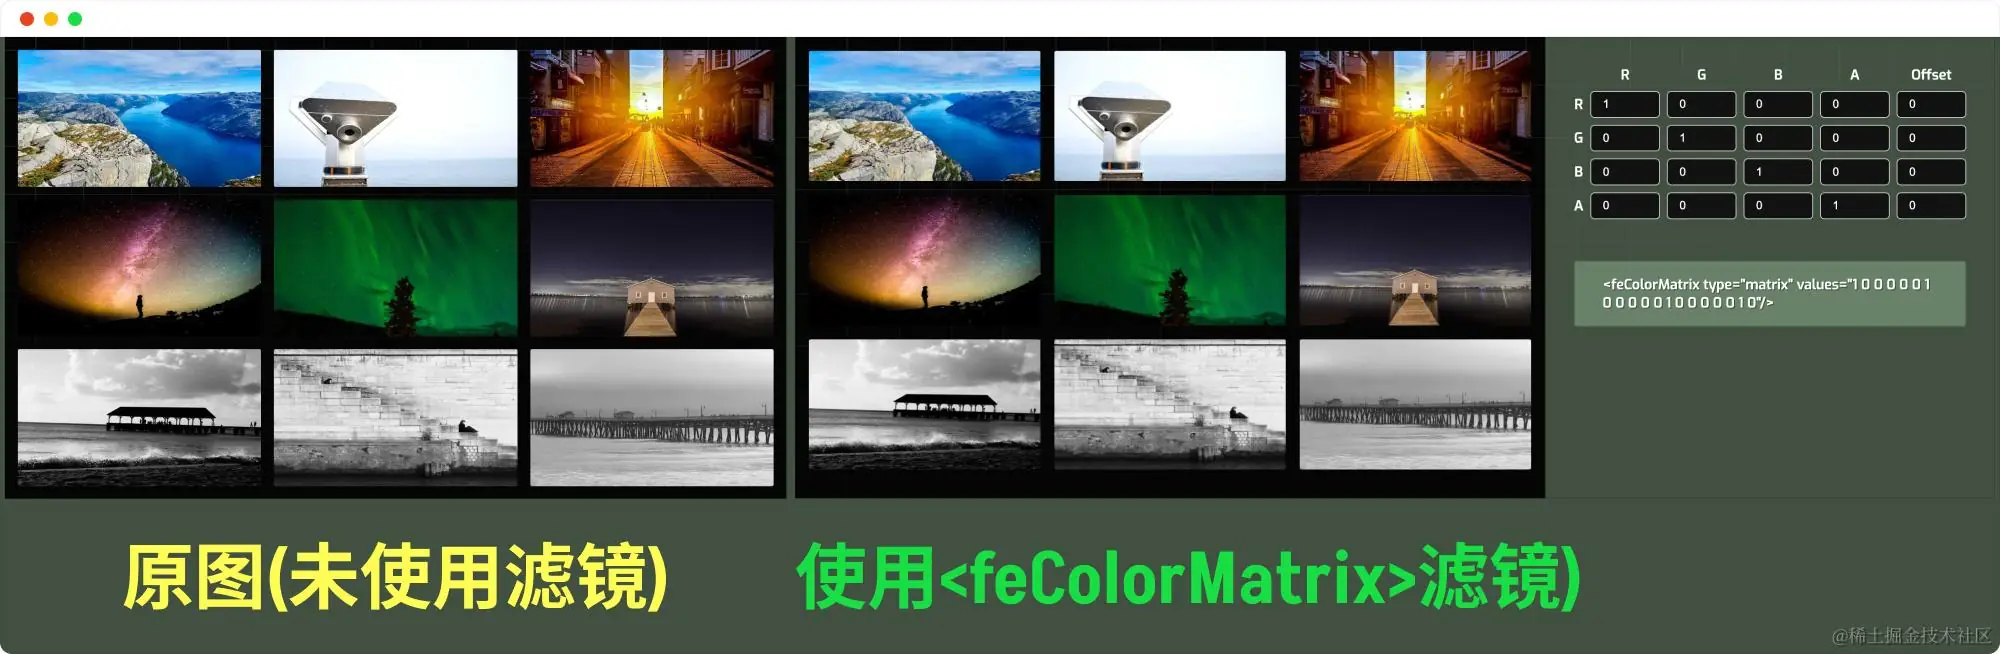 R G B A Offset
R 1 0 0 0 0
G 0 1 0 0 0
B 0 0 1 0 0
A 0 0 0 1 0
<feColorMatrix type="matrix" values="1 0 0 0 0 0 1
0 0 0 0 0 1 0 0 0 0 0 1 0"/>
原图(未使用滤镜)
使用<feColorMatrix>滤镜)
@稀土掘金技术社区